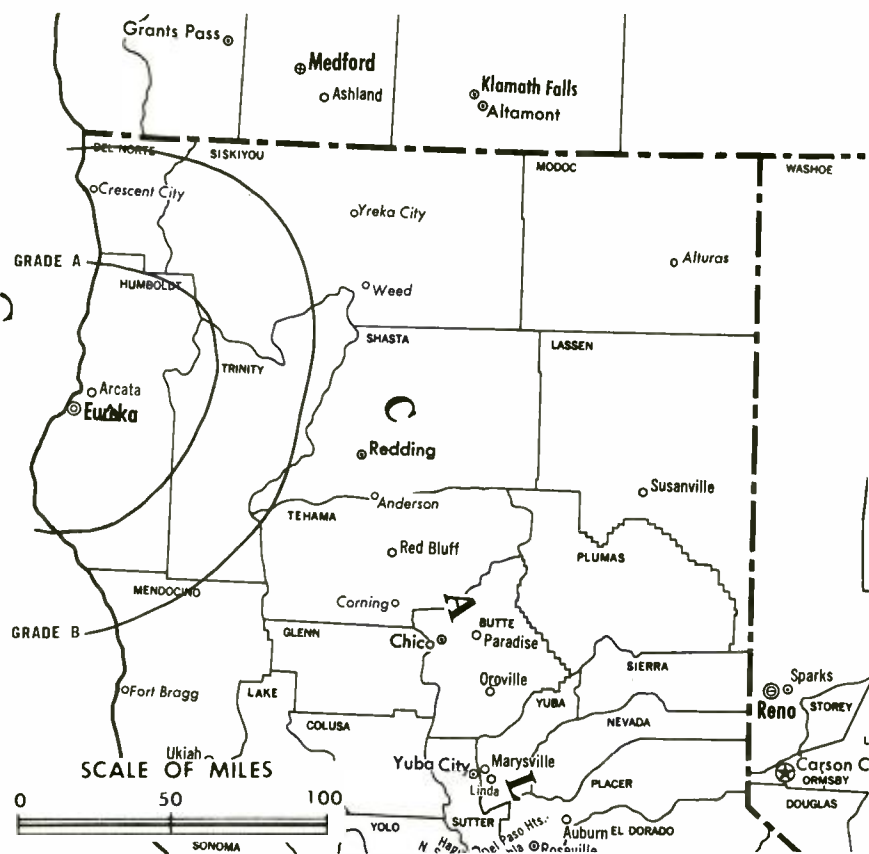 Grants Pass
Medford
Ashland
Klamath Falls
Altamont
DEL NORTE
SISKIYOU
MODOC
WASHOE
Crescent City
Yreka City
Alturas
GRADE A
HUMBOLDT
Weed
C
SHASTA
LASSEN
TRINITY
Arcata
Eureka
Redding
Susanville
Anderson
TEHAMA
Red Bluff
PLUMAS
MENDOCINO
Corning
A
GRADE B
GLENN
BUTTE
Chico
Paradise
SIERRA
Fort Bragg
LAKE
Oroville
YUBA
Sparks
Reno
STOREY
COLUSA
NEVADA
Ukiah
Yuba City
Marysville
Linda
L
PLACER
Carson C
ORMSBY
DOUGLAS
SCALE OF MILES
0 50 100
YOLO
SUTTER
Del Paso Hts.
Auburn
EL DORADO
SONOMA
Roseville